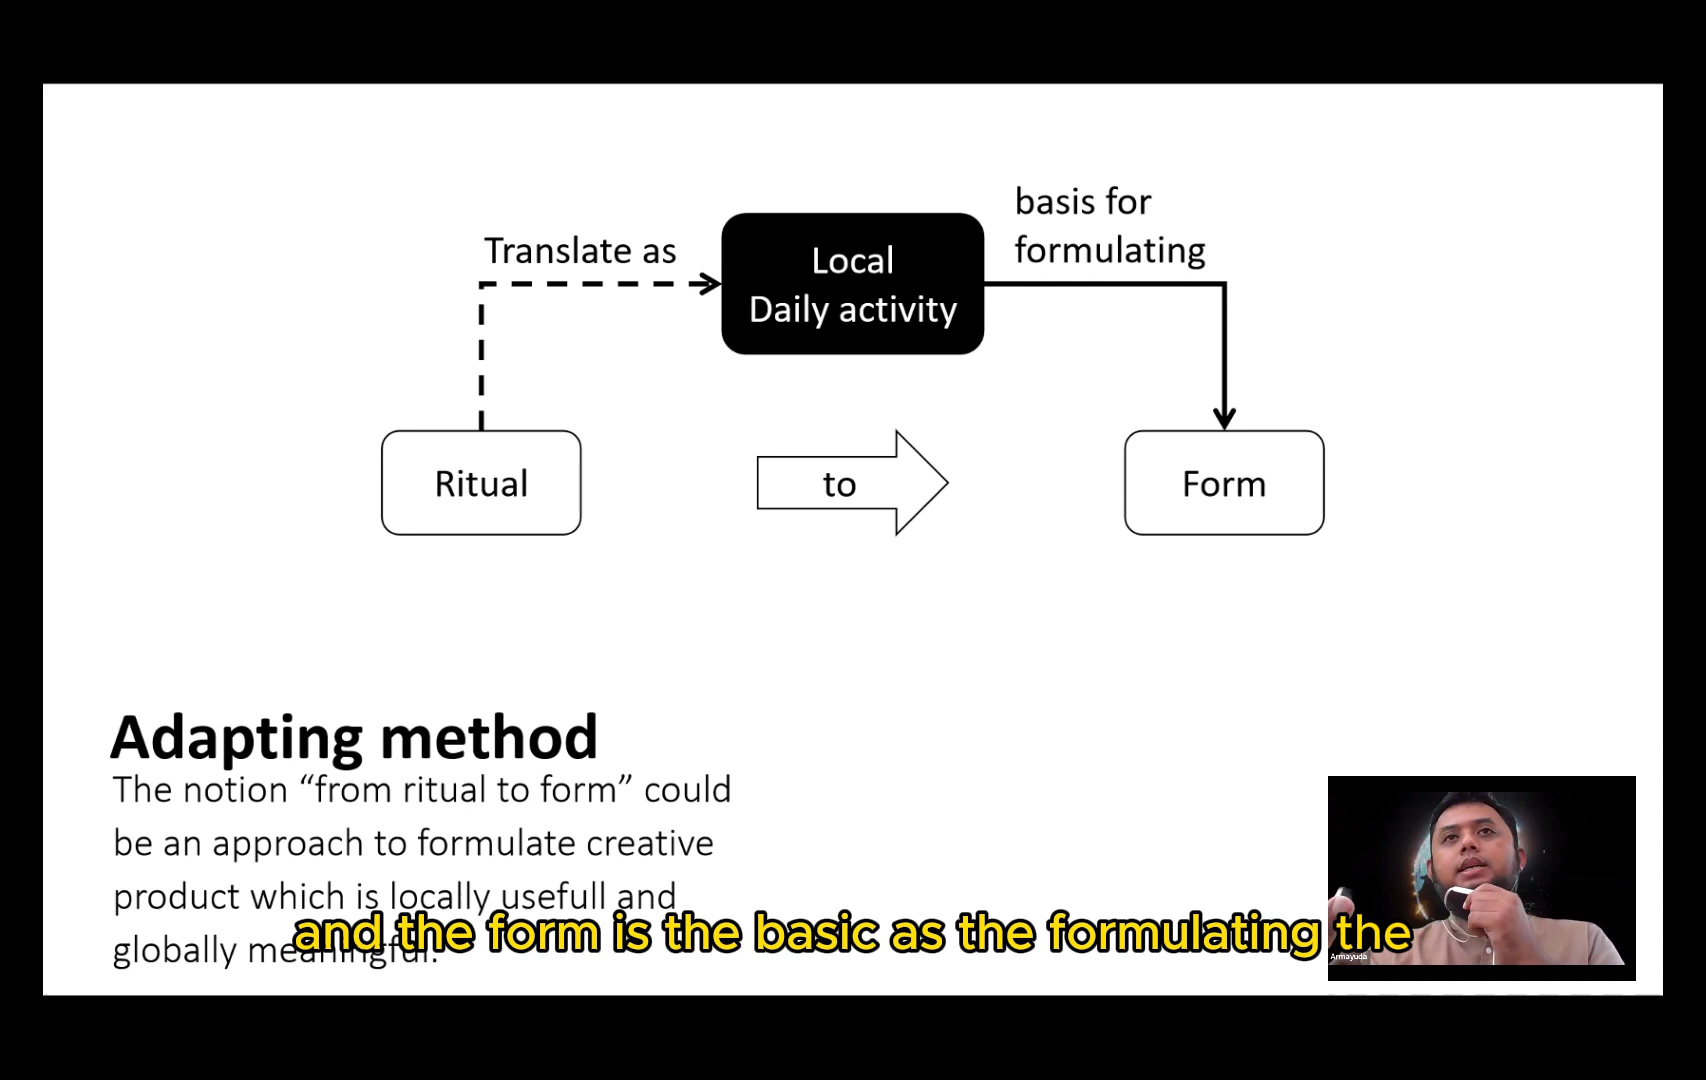 basis for
formulating
Translate as
Local
Daily activity
Ritual
to
Form
Adapting method
The notion “from ritual to form” could
be an approach to formulate creative
product which is locally usefull and
globally meaningful.
and the form is the basic as the formulating the
Armayuda